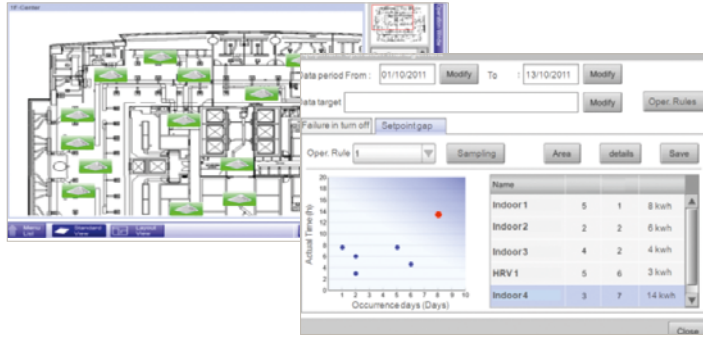 1F Center
Menu List
Standard View
Layout View
Data period From :
01/10/2011
Modify
To :
13/10/2011
Modify
Data target
Modify
Oper. Rules
Failure in turn off
Setpoint gap
Oper. Rule
1
Sampling
Area
details
Save
20
18
16
14
12
10
8
6
4
2
0
Actual Time (h)
1 2 3 4 5 6 7 8 9 10
Occurrence days (Days)
Name
Indoor1 5 1 8 kwh
Indoor2 2 2 6 kwh
Indoor3 4 2 4 kwh
HRV1 5 6 3 kwh
Indoor4 3 7 14 kwh
Close